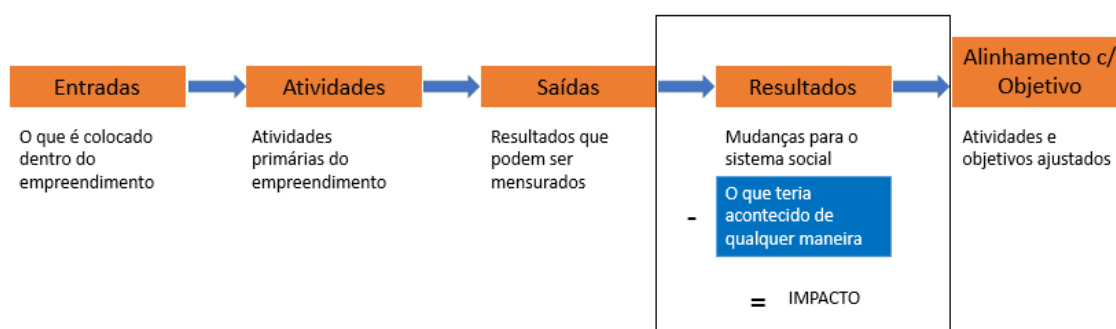 Entradas
O que é colocado
dentro do
empreendimento
Atividades
Atividades
primárias do
empreendimento
Saídas
Resultados que
podem ser
mensurados
Resultados
Mudanças para o
sistema social
-
O que teria
acontecido de
qualquer maneira
= IMPACTO
Alinhamento c/
Objetivo
Atividades e
objetivos ajustados